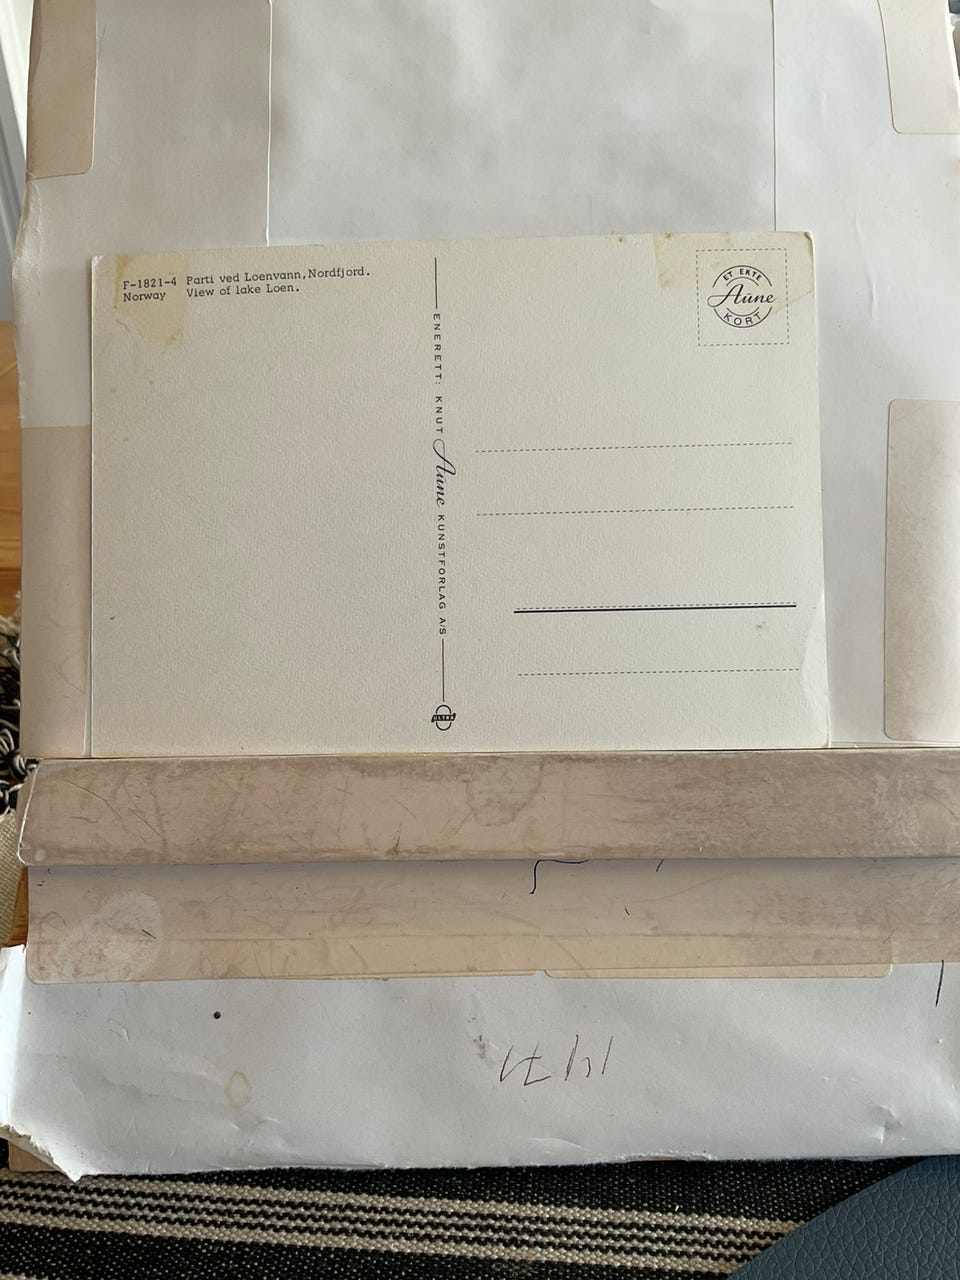 F-1821-4 Parti ved Loenvann, Nordfjord.
Norway View of lake Loen.
ENERETT: KNUT Aune KUNSTFORLAG A/S
ULTRA
ET EKTE
Aune
KORT